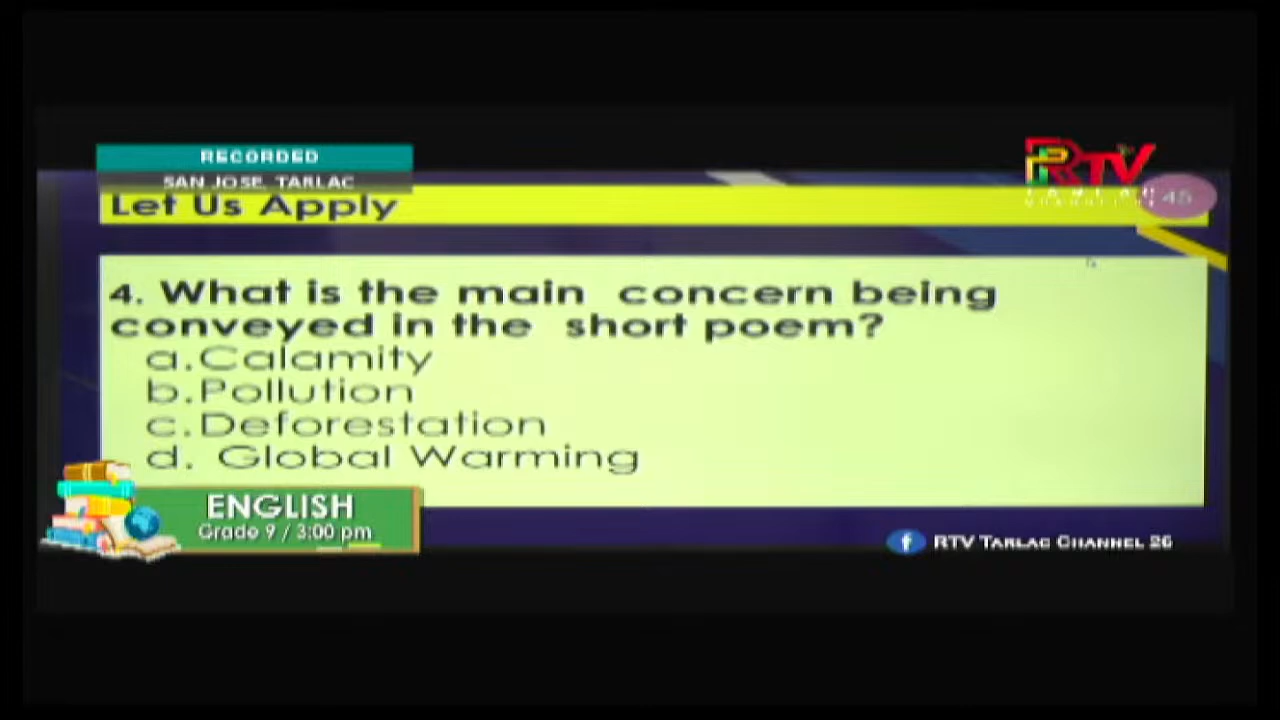 RECORDED
SAN JOSE, TARLAC
RTV
Let Us Apply
45
4. What is the main concern being
conveyed in the short poem?
a.Calamity
b.Pollution
c.Deforestation
d. Global Warming
ENGLISH
Grade 9 / 3:00 pm
RTV TARLAC CHANNEL 26